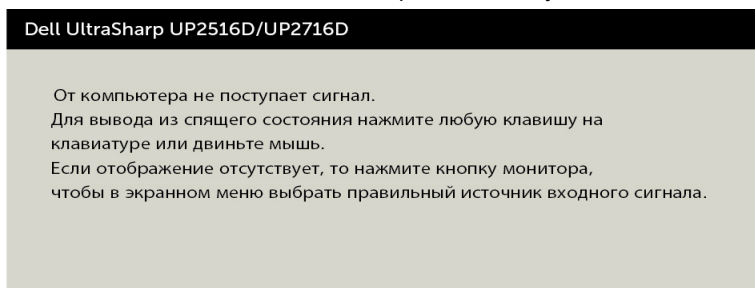 Dell UltraSharp UP2516D/UP2716D
От компьютера не поступает сигнал.
Для вывода из спящего состояния нажмите любую клавишу на
клавиатуре или двиньте мышь.
Если отображение отсутствует, то нажмите кнопку монитора,
чтобы в экранном меню выбрать правильный источник входного сигнала.